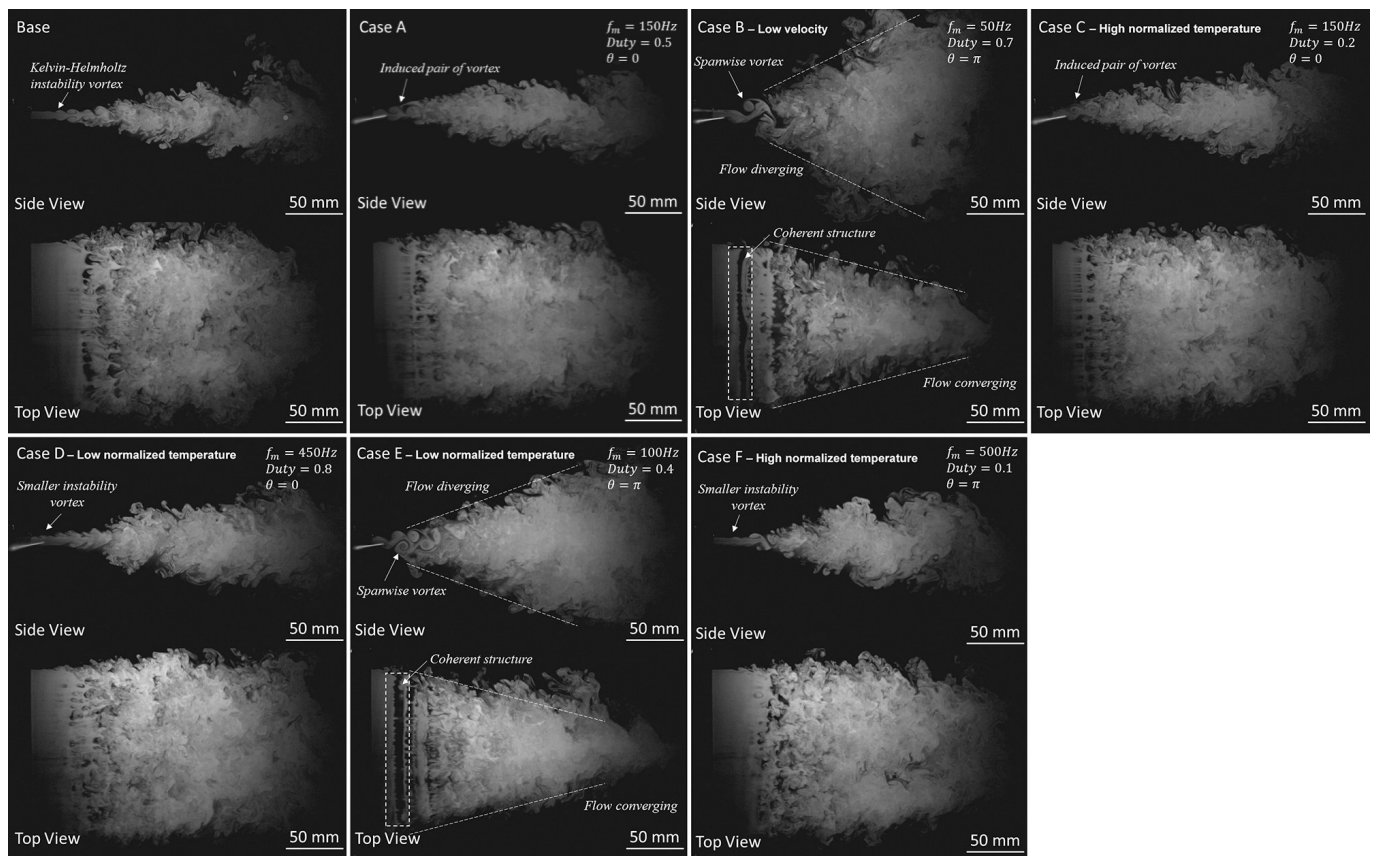 Base
Kelvin-Helmholtz
instability vortex
Side View
50 mm
Top View
50 mm
Case A
f_m = 150Hz
Duty = 0.5
θ = 0
Induced pair of vortex
Side View
50 mm
Top View
50 mm
Case B – Low velocity
f_m = 50Hz
Duty = 0.7
θ = π
Spanwise vortex
Flow diverging
Side View
50 mm
Coherent structure
Flow converging
Top View
50 mm
Case C – High normalized temperature
f_m = 150Hz
Duty = 0.2
θ = 0
Induced pair of vortex
Side View
50 mm
Top View
50 mm
Case D – Low normalized temperature
f_m = 450Hz
Duty = 0.8
θ = 0
Smaller instability
vortex
Side View
50 mm
Top View
50 mm
Case E – Low normalized temperature
f_m = 100Hz
Duty = 0.4
θ = π
Flow diverging
Spanwise vortex
Side View
50 mm
Coherent structure
Flow converging
Top View
50 mm
Case F – High normalized temperature
f_m = 500Hz
Duty = 0.1
θ = π
Smaller instability
vortex
Side View
50 mm
Top View
50 mm